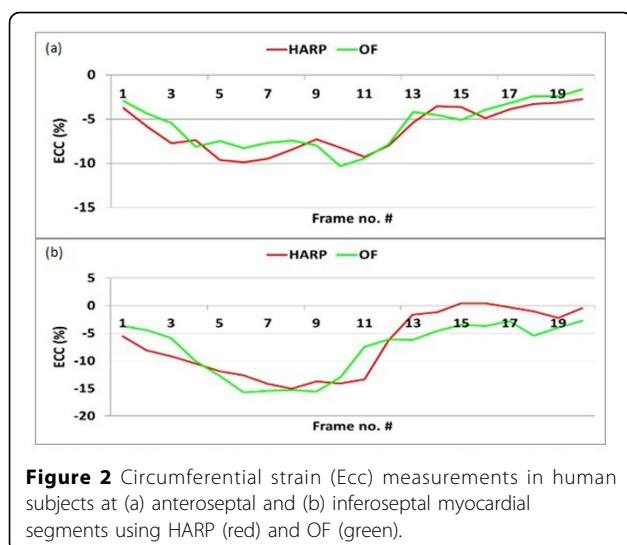 (a)
HARP OF
0
1 3 5 7 9 11 13 15 17 19
-5
-10
-15
ECC (%)
Frame no. #
(b)
HARP OF
5
0
1 3 5 7 9 11 13 15 17 19
-5
-10
-15
-20
ECC (%)
Frame no. #
Figure 2 Circumferential strain (Ecc) measurements in human
subjects at (a) anteroseptal and (b) inferoseptal myocardial
segments using HARP (red) and OF (green).